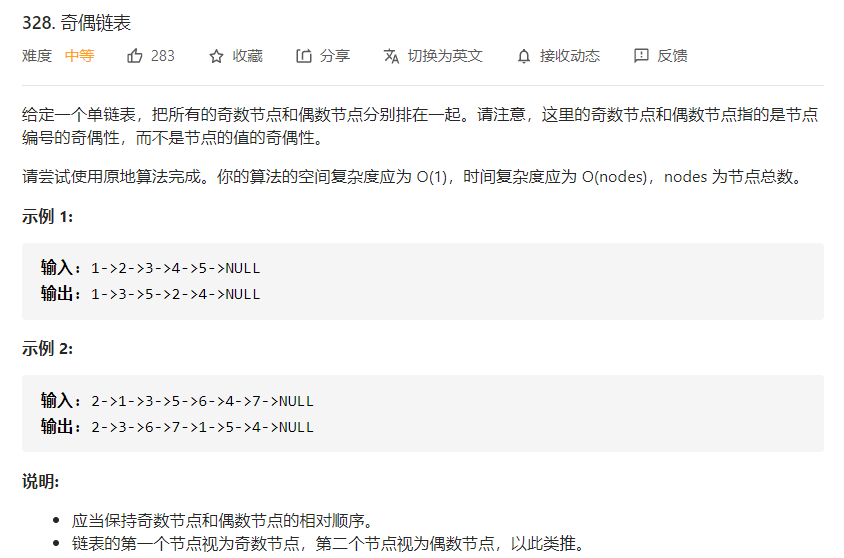 328. 奇偶链表
难度 中等 283 收藏 分享 切换为英文 接收动态 反馈
给定一个单链表，把所有的奇数节点和偶数节点分别排在一起。请注意，这里的奇数节点和偶数节点指的是节点
编号的奇偶性，而不是节点的值的奇偶性。
请尝试使用原地算法完成。你的算法的空间复杂度应为 O(1)，时间复杂度应为 O(nodes)，nodes 为节点总数。
示例 1:
输入: 1->2->3->4->5->NULL
输出: 1->3->5->2->4->NULL
示例 2:
输入: 2->1->3->5->6->4->7->NULL
输出: 2->3->6->7->1->5->4->NULL
说明:
• 应当保持奇数节点和偶数节点的相对顺序。
• 链表的第一个节点视为奇数节点，第二个节点视为偶数节点，以此类推。